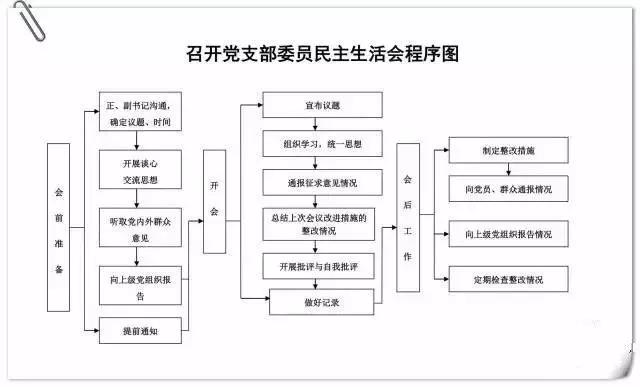 召开党支部委员民主生活会程序图
会前准备
正、副书记沟通,
确定议题、时间
开展谈心
交流思想
听取党内外群众
意见
向上级党组织报
告
提前通知
开会
宣布议题
组织学习，统一思想
通报征求意见情况
总结上次会议改进措施的
整改情况
开展批评与自我批评
做好记录
会后工作
制定整改措施
向党员、群众通报情况
向上级党组织报告情况
定期检查整改情况